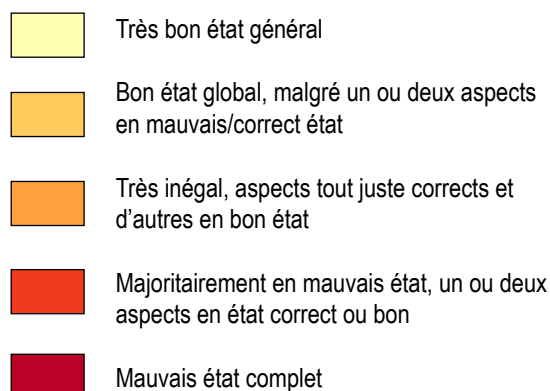 Très bon état général
Bon état global, malgré un ou deux aspects
en mauvais/correct état
Très inégal, aspects tout juste corrects et
d’autres en bon état
Majoritairement en mauvais état, un ou deux
aspects en état correct ou bon
Mauvais état complet